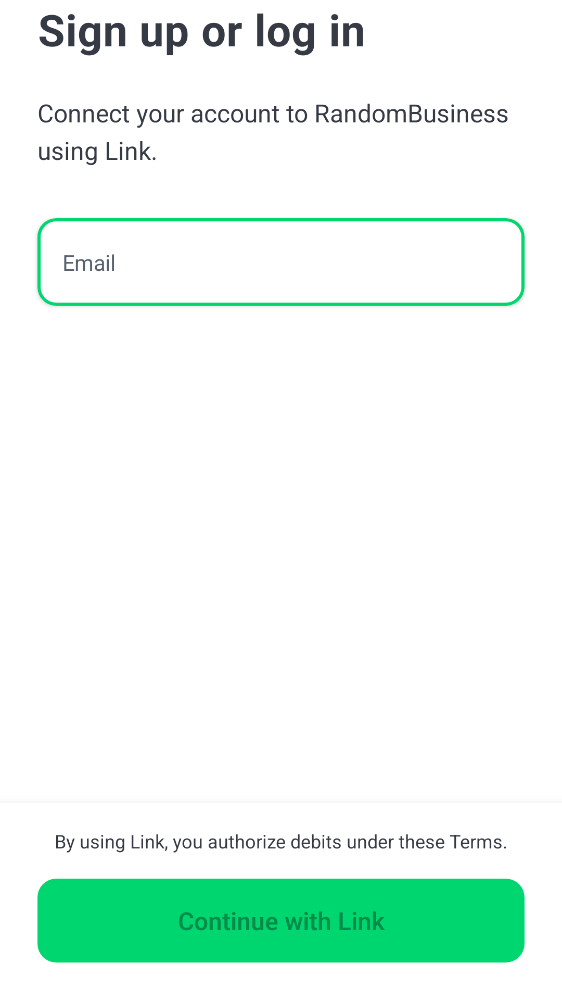 Sign up or log in
Connect your account to RandomBusiness
using Link.
Email
By using Link, you authorize debits under these Terms.
Continue with Link